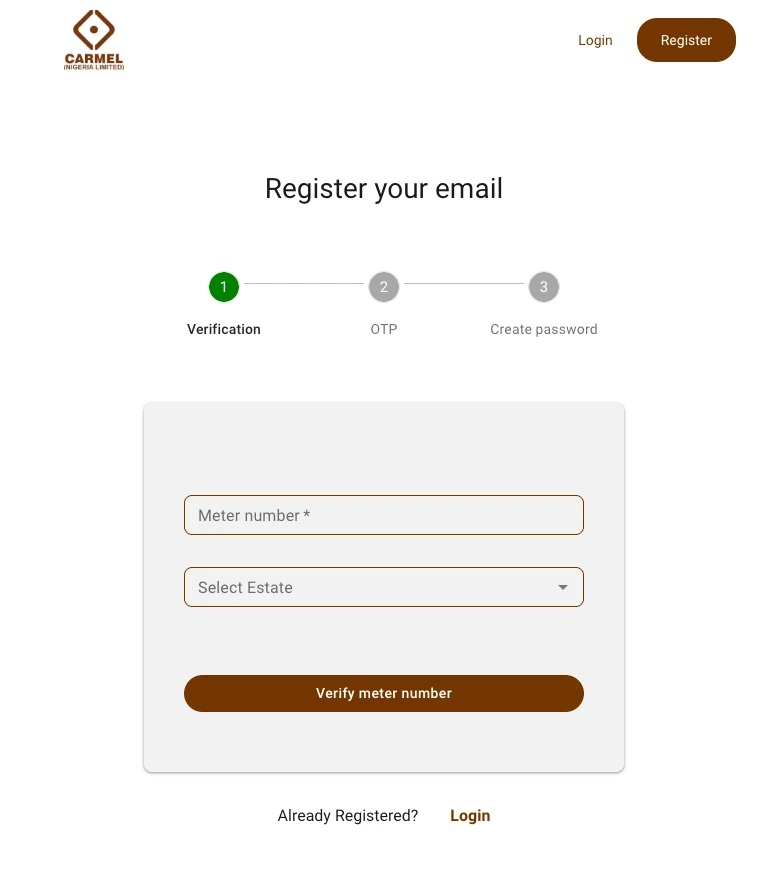 CARMEL
(NIGERIA LIMITED)
Login
Register
Register your email
1
2
3
Verification
OTP
Create password
Meter number *
Select Estate
Verify meter number
Already Registered? Login